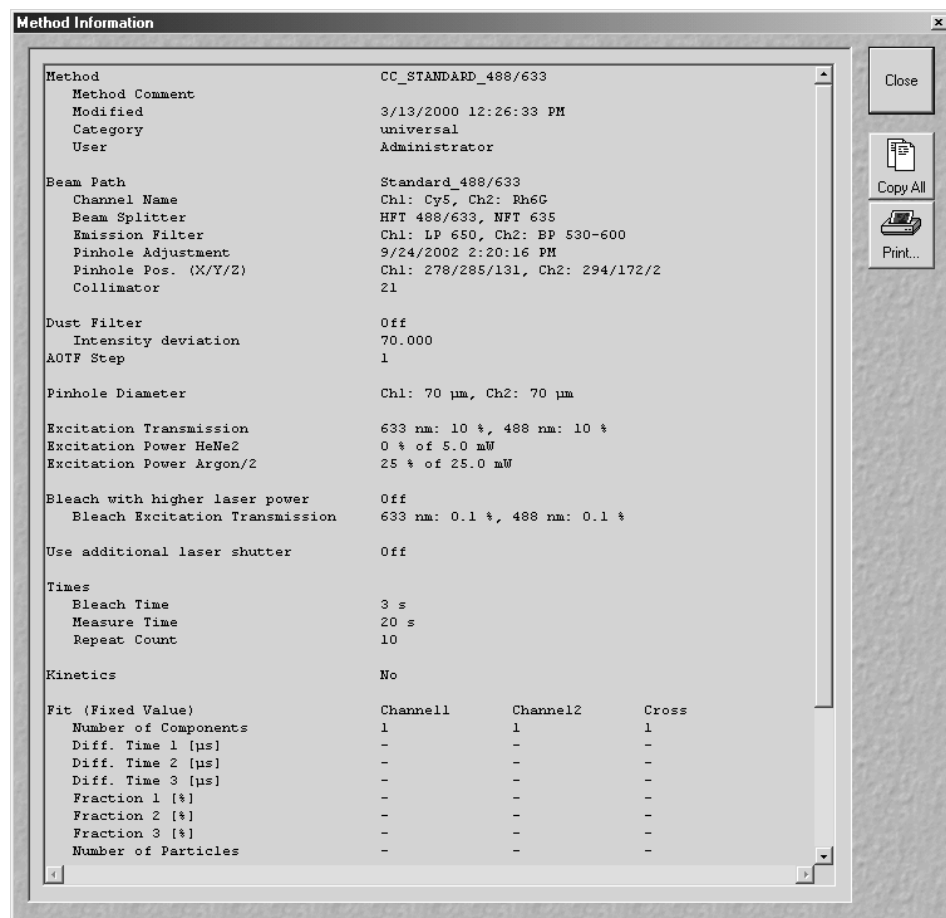 Method Information
Close
Copy All
Print...
Method CC_STANDARD_488/633
Method Comment
Modified 3/13/2000 12:26:33 PM
Category universal
User Administrator
Beam Path Standard_488/633
Channel Name Ch1: Cy5, Ch2: Rh6G
Beam Splitter HFT 488/633, NFT 635
Emission Filter Ch1: LP 650, Ch2: BP 530-600
Pinhole Adjustment 9/24/2002 2:20:16 PM
Pinhole Pos. (X/Y/Z) Ch1: 278/285/131, Ch2: 294/172/2
Collimator 21
Dust Filter Off
Intensity deviation 70.000
AOTF Step 1
Pinhole Diameter Ch1: 70 µm, Ch2: 70 µm
Excitation Transmission 633 nm: 10 %, 488 nm: 10 %
Excitation Power HeNe2 0 % of 5.0 mW
Excitation Power Argon/2 25 % of 25.0 mW
Bleach with higher laser power Off
Bleach Excitation Transmission 633 nm: 0.1 %, 488 nm: 0.1 %
Use additional laser shutter Off
Times
Bleach Time 3 s
Measure Time 20 s
Repeat Count 10
Kinetics No
Fit (Fixed Value) Channel1 Channel2 Cross
Number of Components 1 1 1
Diff. Time 1 [µs] - - -
Diff. Time 2 [µs] - - -
Diff. Time 3 [µs] - - -
Fraction 1 [%] - - -
Fraction 2 [%] - - -
Fraction 3 [%] - - -
Number of Particles - - -